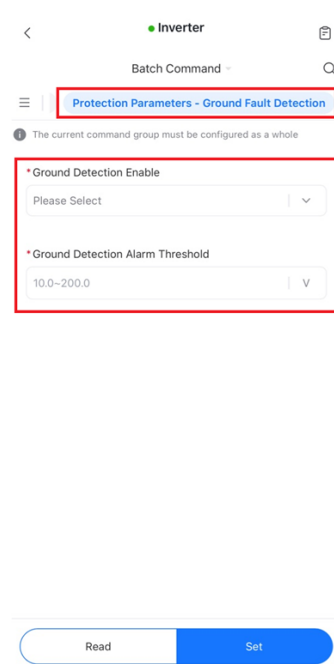 Inverter
Batch Command
Protection Parameters - Ground Fault Detection
The current command group must be configured as a whole
*Ground Detection Enable
Please Select
*Ground Detection Alarm Threshold
10.0~200.0 V
Read Set